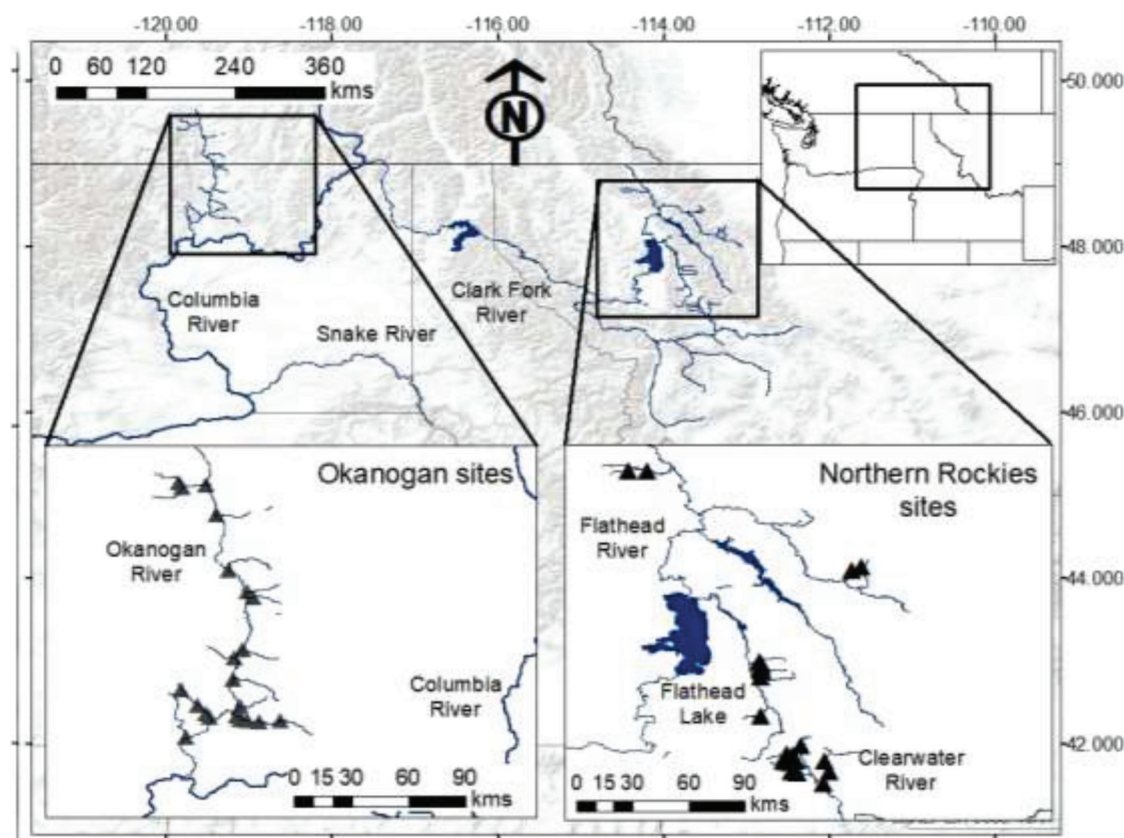 -120.00 -118.00 -116.00 -114.00 -112.00 -110.00
0 60 120 240 360
kms
N
50.000
48.000
Columbia
River
Snake River
Clark Fork
River
46.000
Okanogan sites
Okanogan
River
Columbia
River
0 15 30 60 90
kms
Northern Rockies
sites
Flathead
River
44.000
Flathead
Lake
Clearwater
River
42.000
0 15 30 60 90
kms